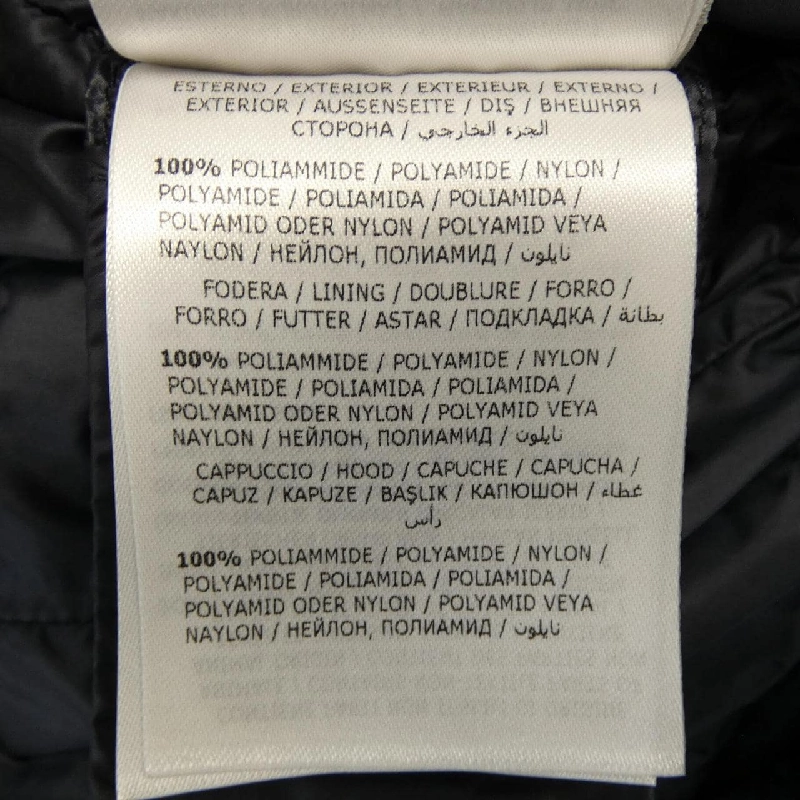 ESTERNO / EXTERIOR / EXTERIEUR / EXTERNO /
EXTERIOR / AUSSENSEITE / DIŞ / ВНЕШНЯЯ
СТОРОНА / الجزء الخارجي
100% POLIAMMIDE / POLYAMIDE / NYLON /
POLYAMIDE / POLIAMIDA / POLIAMIDA /
POLYAMID ODER NYLON / POLYAMID VEYA
NAYLON / НЕЙЛОН, ПОЛИАМИД / نايلون
FODERA / LINING / DOUBLURE / FORRO /
FORRO / FUTTER / ASTAR / ПОДКЛАДКА / بطانة
100% POLIAMMIDE / POLYAMIDE / NYLON /
POLYAMIDE / POLIAMIDA / POLIAMIDA /
POLYAMID ODER NYLON / POLYAMID VEYA
NAYLON / НЕЙЛОН, ПОЛИАМИД / نايلون
CAPPUCCIO / HOOD / CAPUCHE / CAPUCHA /
CAPUZ / KAPUZE / BAŞLIK / КАПЮШОН / غطاء
رأس
100% POLIAMMIDE / POLYAMIDE / NYLON /
POLYAMIDE / POLIAMIDA / POLIAMIDA /
POLYAMID ODER NYLON / POLYAMID VEYA
NAYLON / НЕЙЛОН, ПОЛИАМИД / نايلون